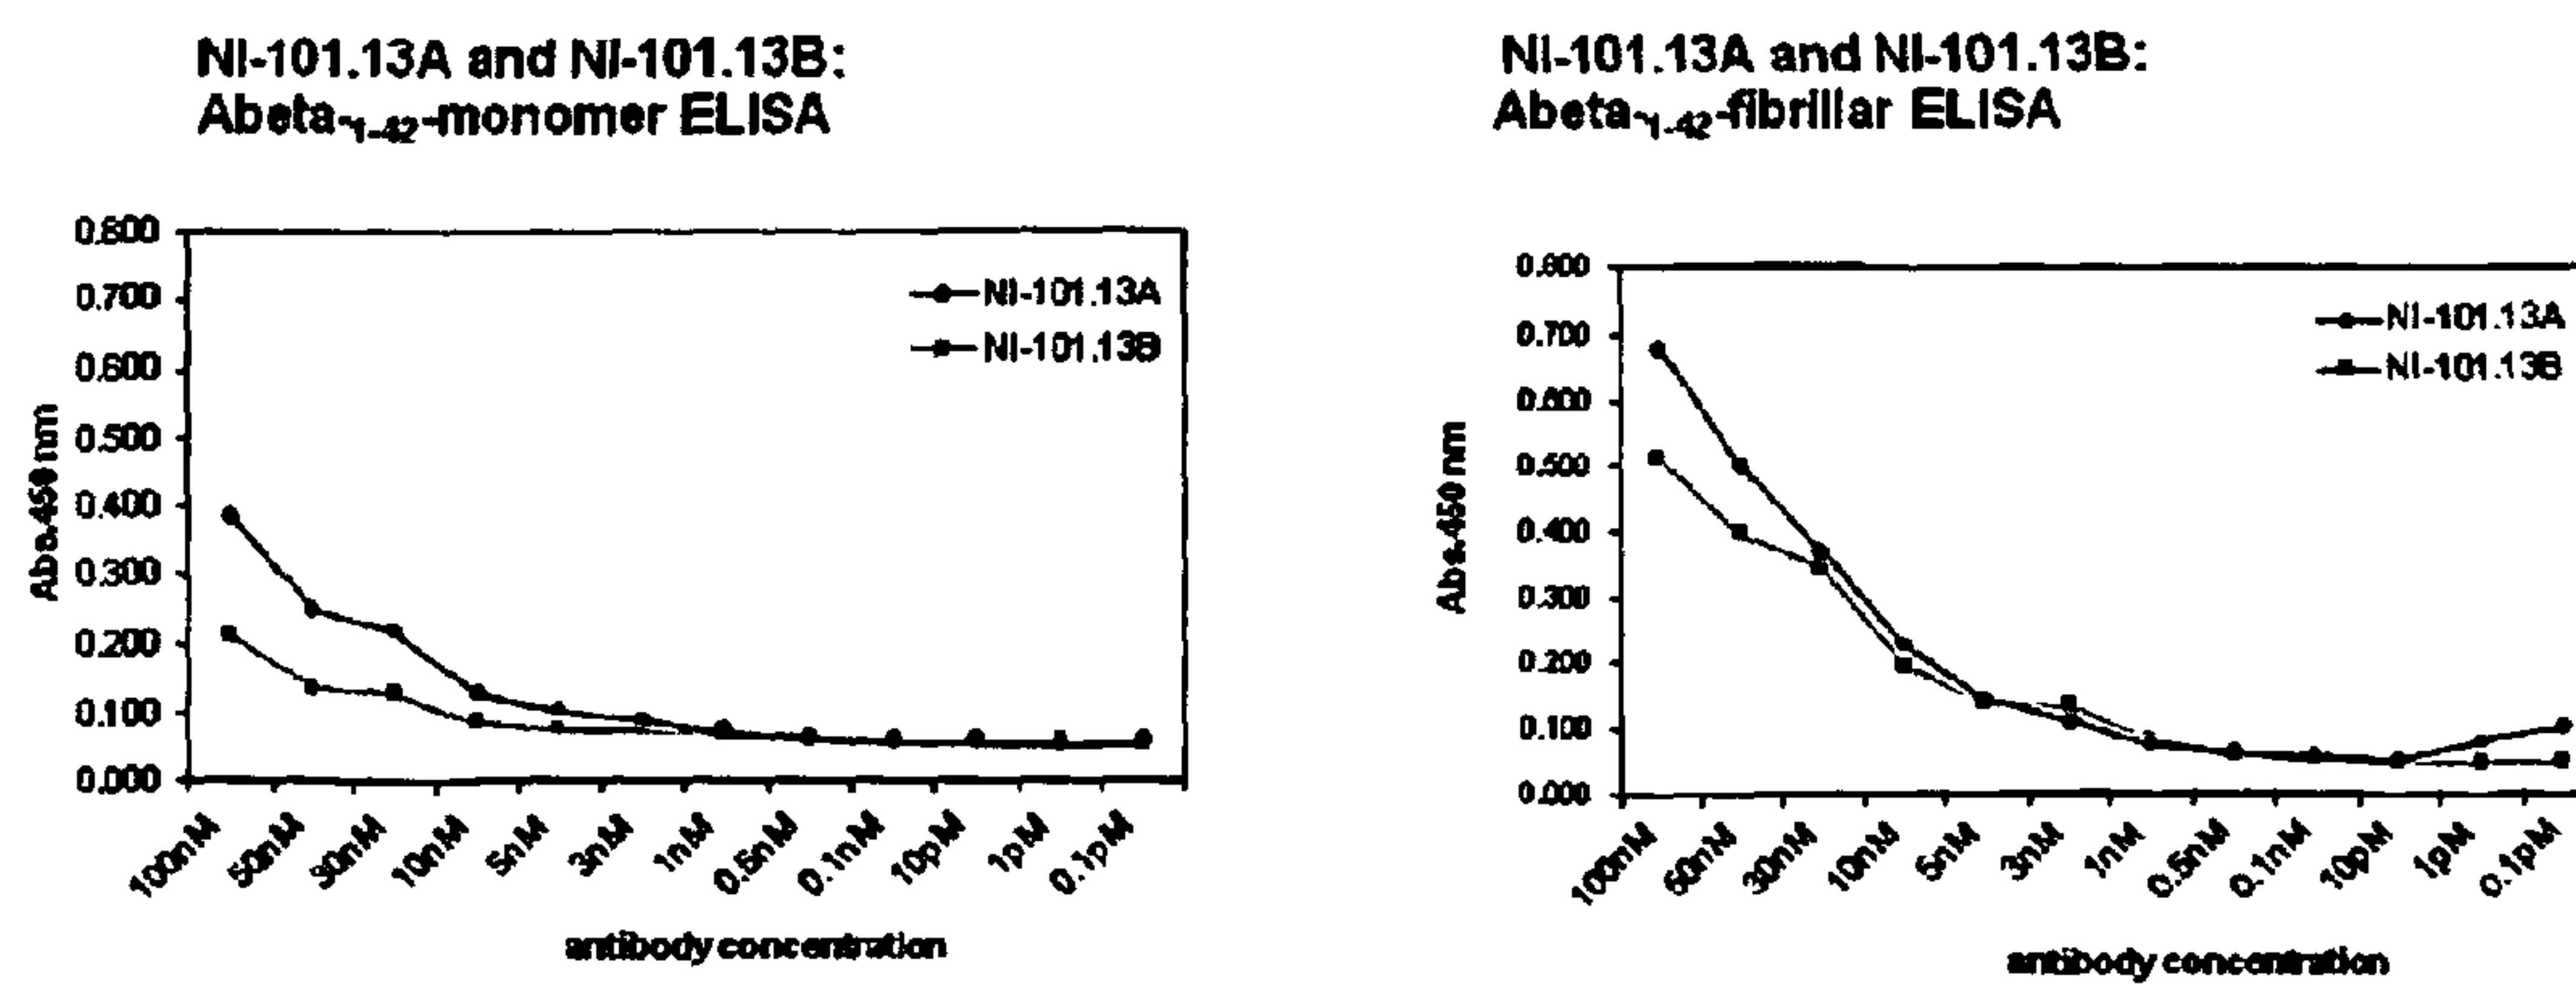 NI-101.13A and NI-101.13B:
Abeta-1-42-monomer ELISA
0.800
0.700
0.600
0.500
0.400
0.300
0.200
0.100
0.000
Abs.450 nm
NI-101.13A
NI-101.13B
100nM
50nM
30nM
10nM
5nM
3nM
1nM
0.5nM
0.1nM
10pM
1pM
0.1pM
antibody concentration
NI-101.13A and NI-101.13B:
Abeta-1-42-fibrillar ELISA
0.800
0.700
0.600
0.500
0.400
0.300
0.200
0.100
0.000
Abs.450 nm
NI-101.13A
NI-101.13B
100nM
50nM
30nM
10nM
5nM
3nM
1nM
0.5nM
0.1nM
10pM
1pM
0.1pM
antibody concentration